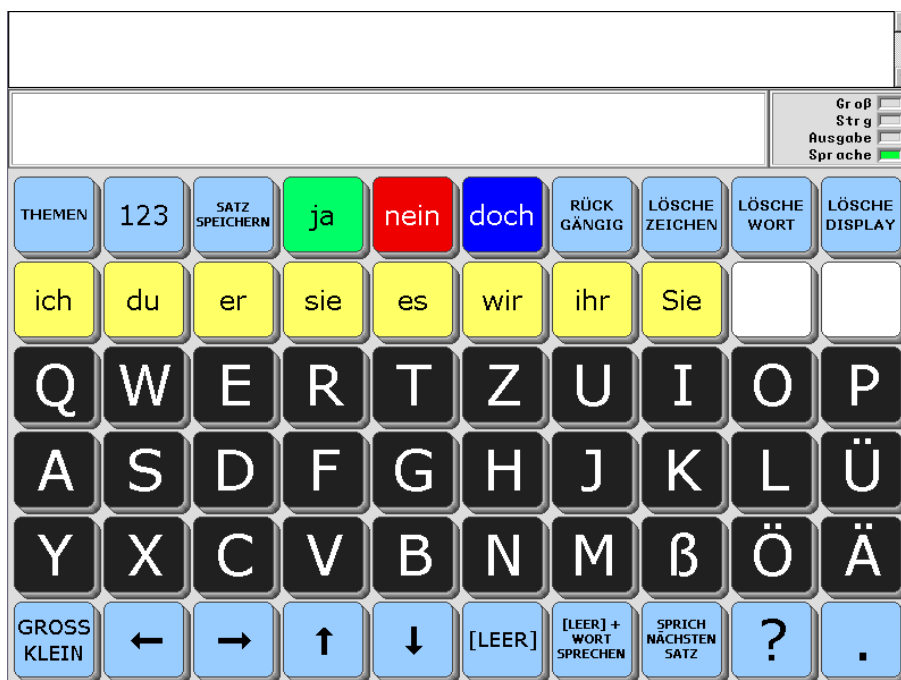 Groß
Strg
Ausgabe
Sprache
THEMEN 123 SATZ SPEICHERN ja nein doch RÜCK GÄNGIG LÖSCHE ZEICHEN LÖSCHE WORT LÖSCHE DISPLAY
ich du er sie es wir ihr Sie
Q W E R T Z U I O P
A S D F G H J K L Ü
Y X C V B N M ß Ö Ä
GROSS KLEIN ← → ↑ ↓ [LEER] [LEER] + WORT SPRECHEN SPRICH NÄCHSTEN SATZ ? .